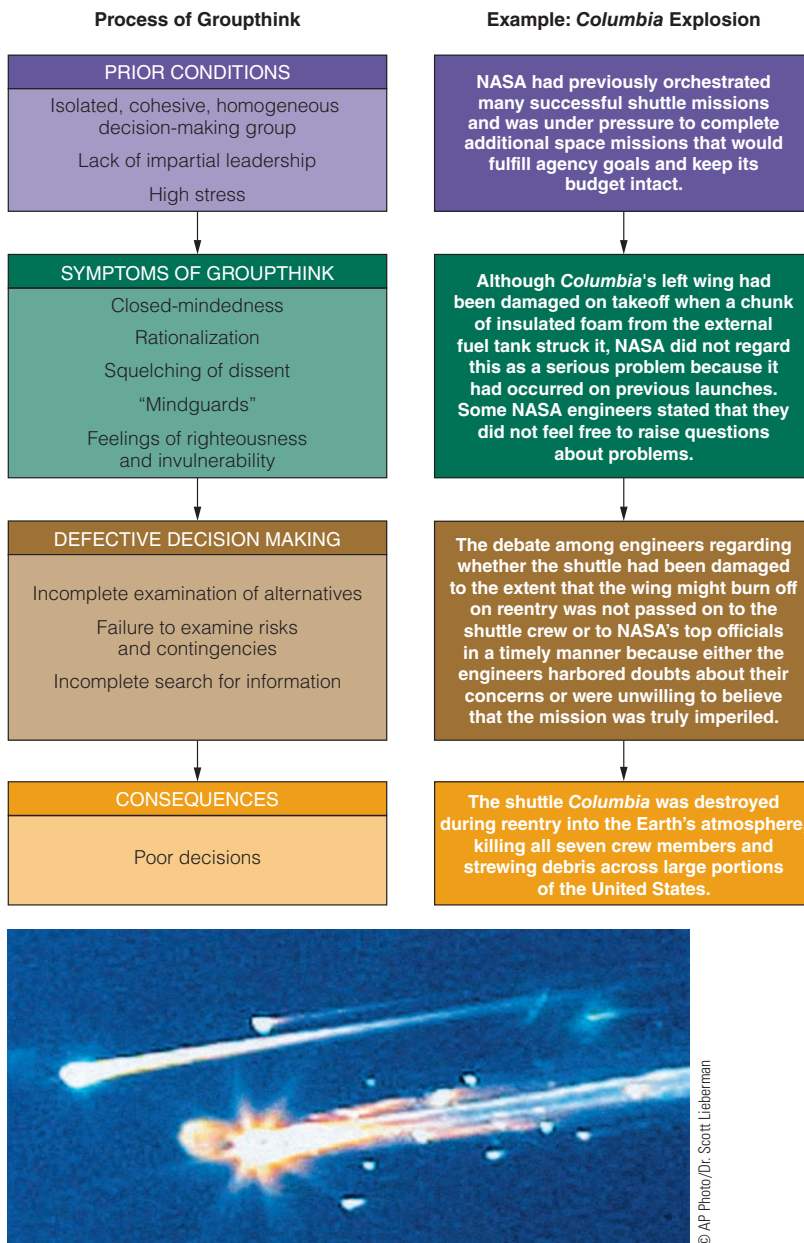 Process of Groupthink
PRIOR CONDITIONS
Isolated, cohesive, homogeneous
decision-making group
Lack of impartial leadership
High stress
SYMPTOMS OF GROUPTHINK
Closed-mindedness
Rationalization
Squelching of dissent
“Mindguards”
Feelings of righteousness
and invulnerability
DEFECTIVE DECISION MAKING
Incomplete examination of alternatives
Failure to examine risks
and contingencies
Incomplete search for information
CONSEQUENCES
Poor decisions
Example: Columbia Explosion
NASA had previously orchestrated
many successful shuttle missions
and was under pressure to complete
additional space missions that would
fulfill agency goals and keep its
budget intact.
Although Columbia's left wing had
been damaged on takeoff when a chunk
of insulated foam from the external
fuel tank struck it, NASA did not regard
this as a serious problem because it
had occurred on previous launches.
Some NASA engineers stated that they
did not feel free to raise questions
about problems.
The debate among engineers regarding
whether the shuttle had been damaged
to the extent that the wing might burn off
on reentry was not passed on to the
shuttle crew or to NASA’s top officials
in a timely manner because either the
engineers harbored doubts about their
concerns or were unwilling to believe
that the mission was truly imperiled.
The shuttle Columbia was destroyed
during reentry into the Earth’s atmosphere,
killing all seven crew members and
strewing debris across large portions
of the United States.
© AP Photo/Dr. Scott Lieberman